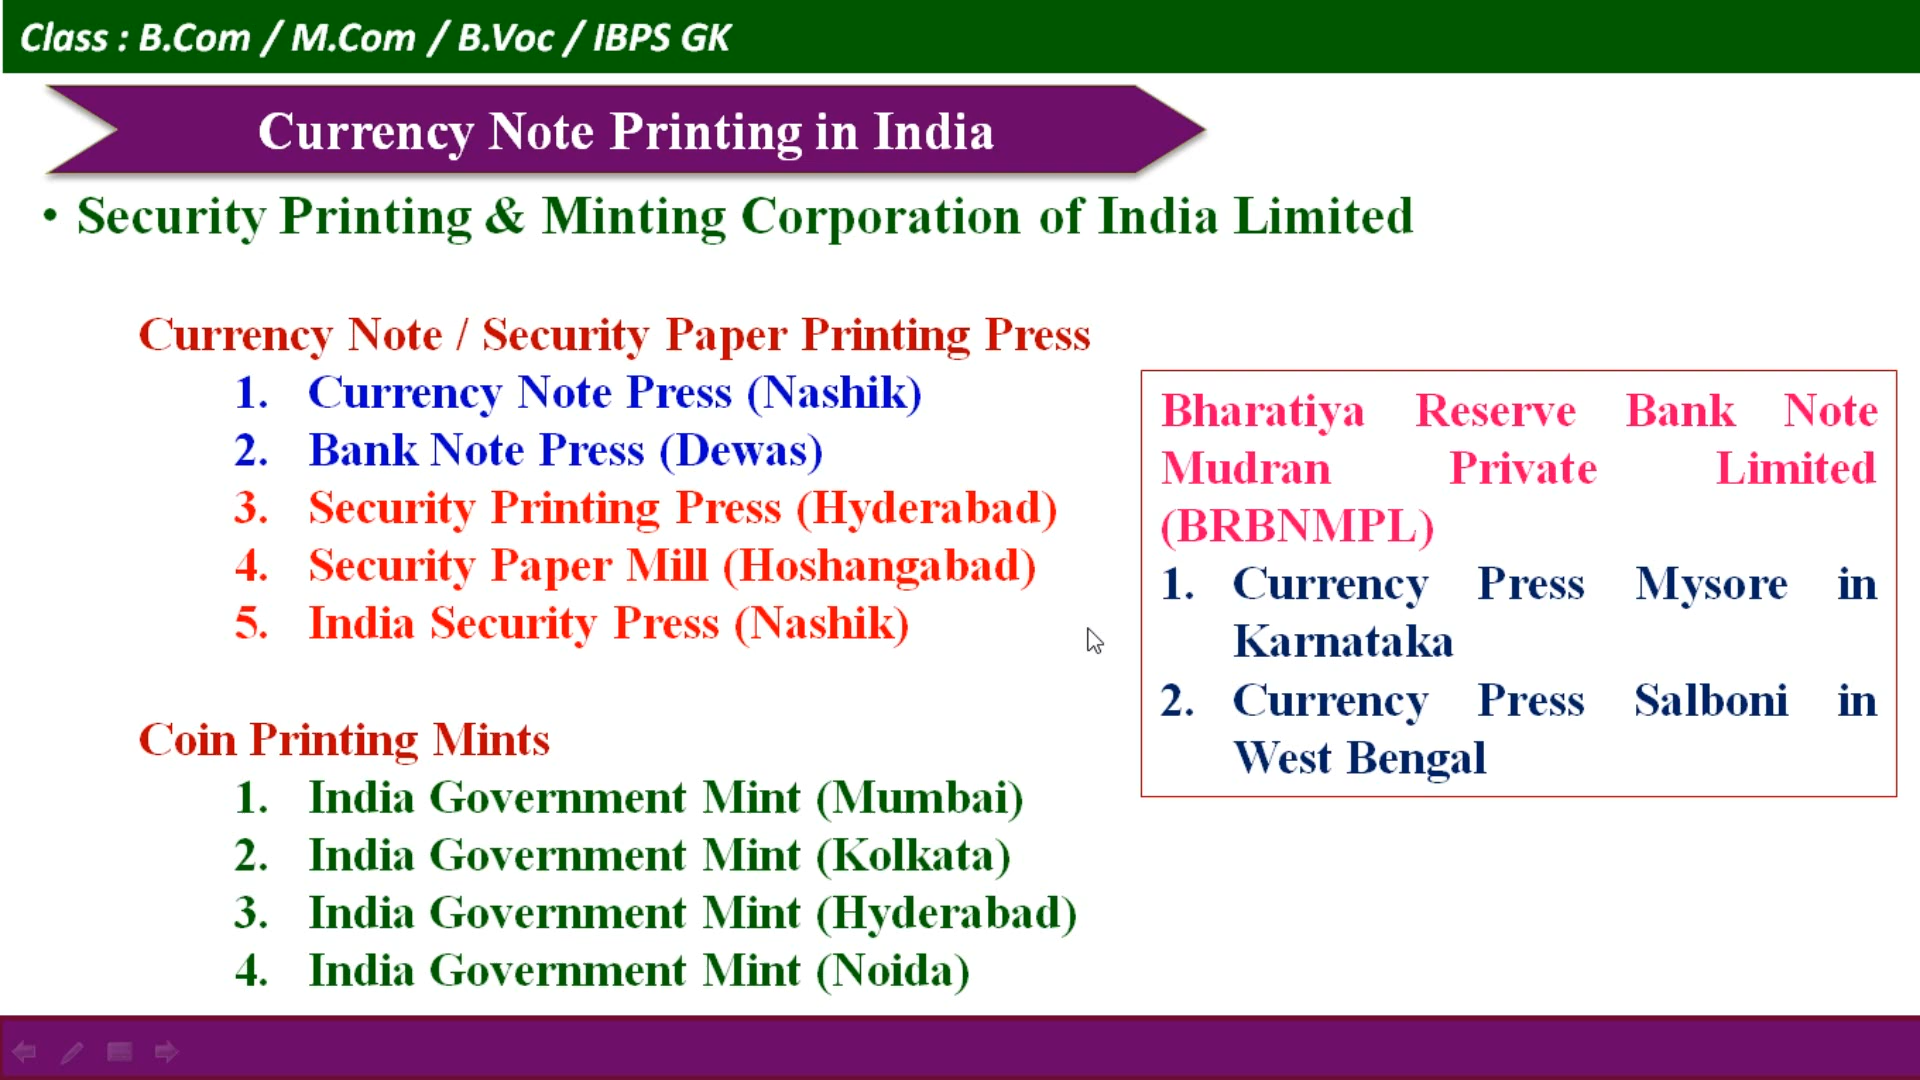 Class : B.Com / M.Com / B.Voc / IBPS GK
Currency Note Printing in India
• Security Printing & Minting Corporation of India Limited
Currency Note / Security Paper Printing Press
1. Currency Note Press (Nashik)
2. Bank Note Press (Dewas)
3. Security Printing Press (Hyderabad)
4. Security Paper Mill (Hoshangabad)
5. India Security Press (Nashik)
Coin Printing Mints
1. India Government Mint (Mumbai)
2. India Government Mint (Kolkata)
3. India Government Mint (Hyderabad)
4. India Government Mint (Noida)
Bharatiya Reserve Bank Note
Mudran Private Limited
(BRBNMPL)
1. Currency Press Mysore in
Karnataka
2. Currency Press Salboni in
West Bengal